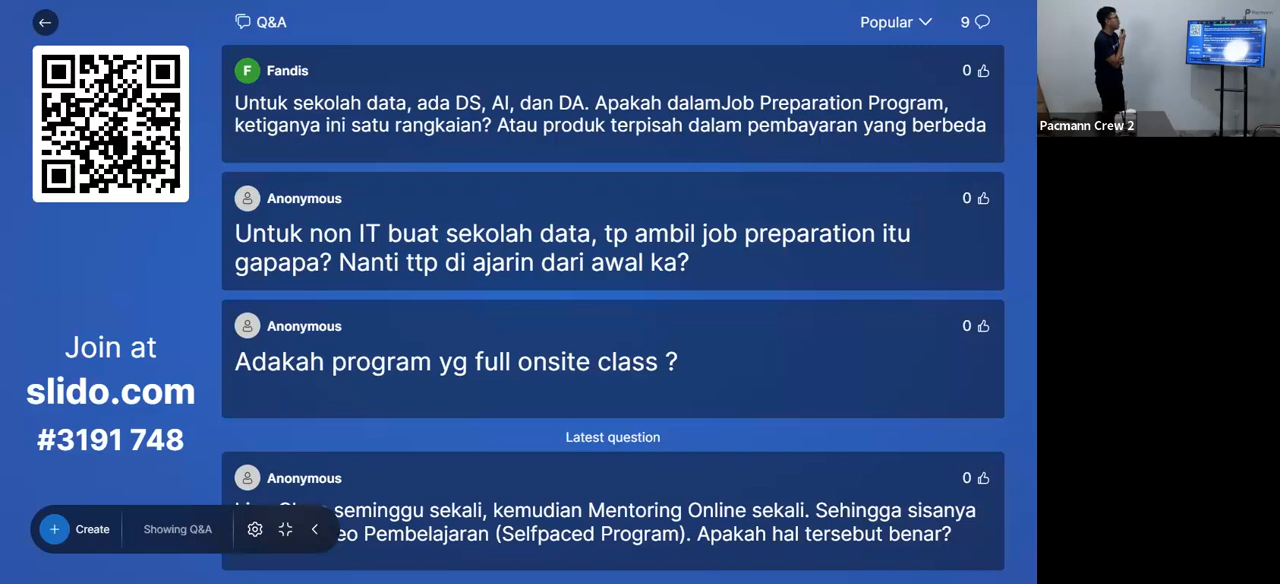 Q&A
Popular
9
F
Fandis
0
Untuk sekolah data, ada DS, AI, dan DA. Apakah dalamJob Preparation Program,
ketiganya ini satu rangkaian? Atau produk terpisah dalam pembayaran yang berbeda
Anonymous
0
Untuk non IT buat sekolah data, tp ambil job preparation itu
gapapa? Nanti ttp di ajarin dari awal ka?
Anonymous
0
Adakah program yg full onsite class ?
Latest question
Anonymous
0
seminggu sekali, kemudian Mentoring Online sekali. Sehingga sisanya
Pembelajaran (Selfpaced Program). Apakah hal tersebut benar?
Join at
slido.com
#3191 748
Create
Showing Q&A
Pacmann
Pacmann Crew 2